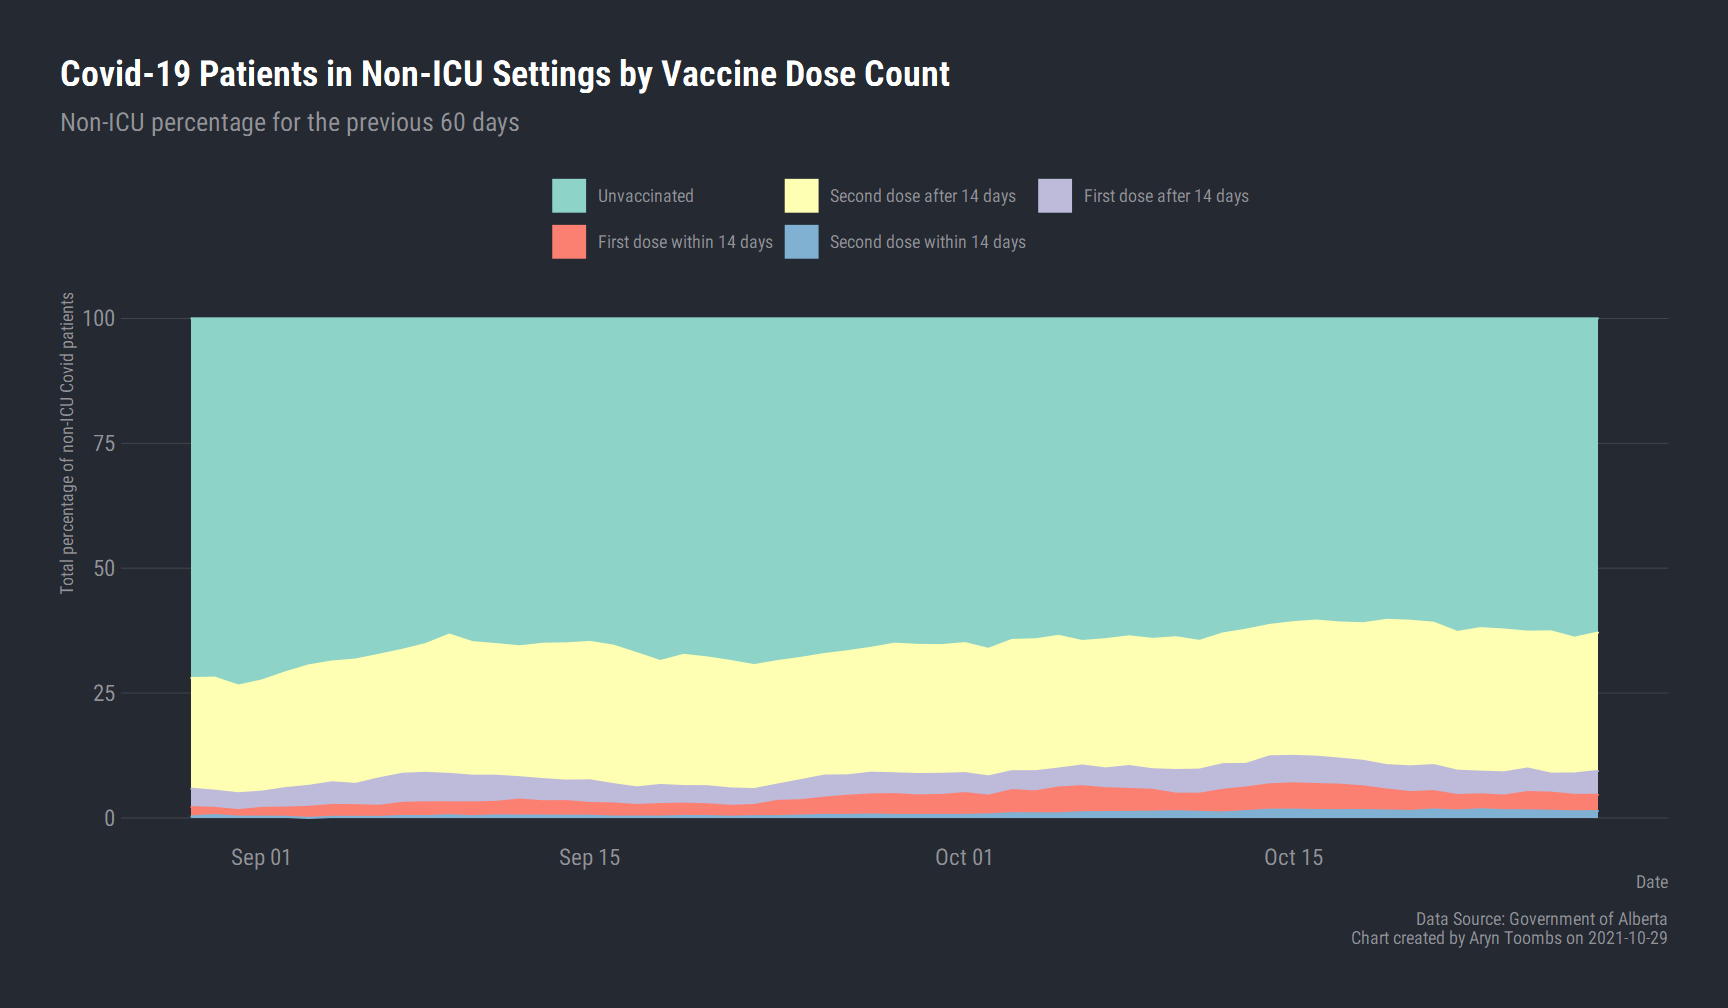 Covid-19 Patients in Non-ICU Settings by Vaccine Dose Count
Non-ICU percentage for the previous 60 days
Unvaccinated
Second dose after 14 days
First dose after 14 days
First dose within 14 days
Second dose within 14 days
Total percentage of non-ICU Covid patients
100
75
50
25
0
Sep 01
Sep 15
Oct 01
Oct 15
Date
Data Source: Government of Alberta
Chart created by Aryn Toombs on 2021-10-29